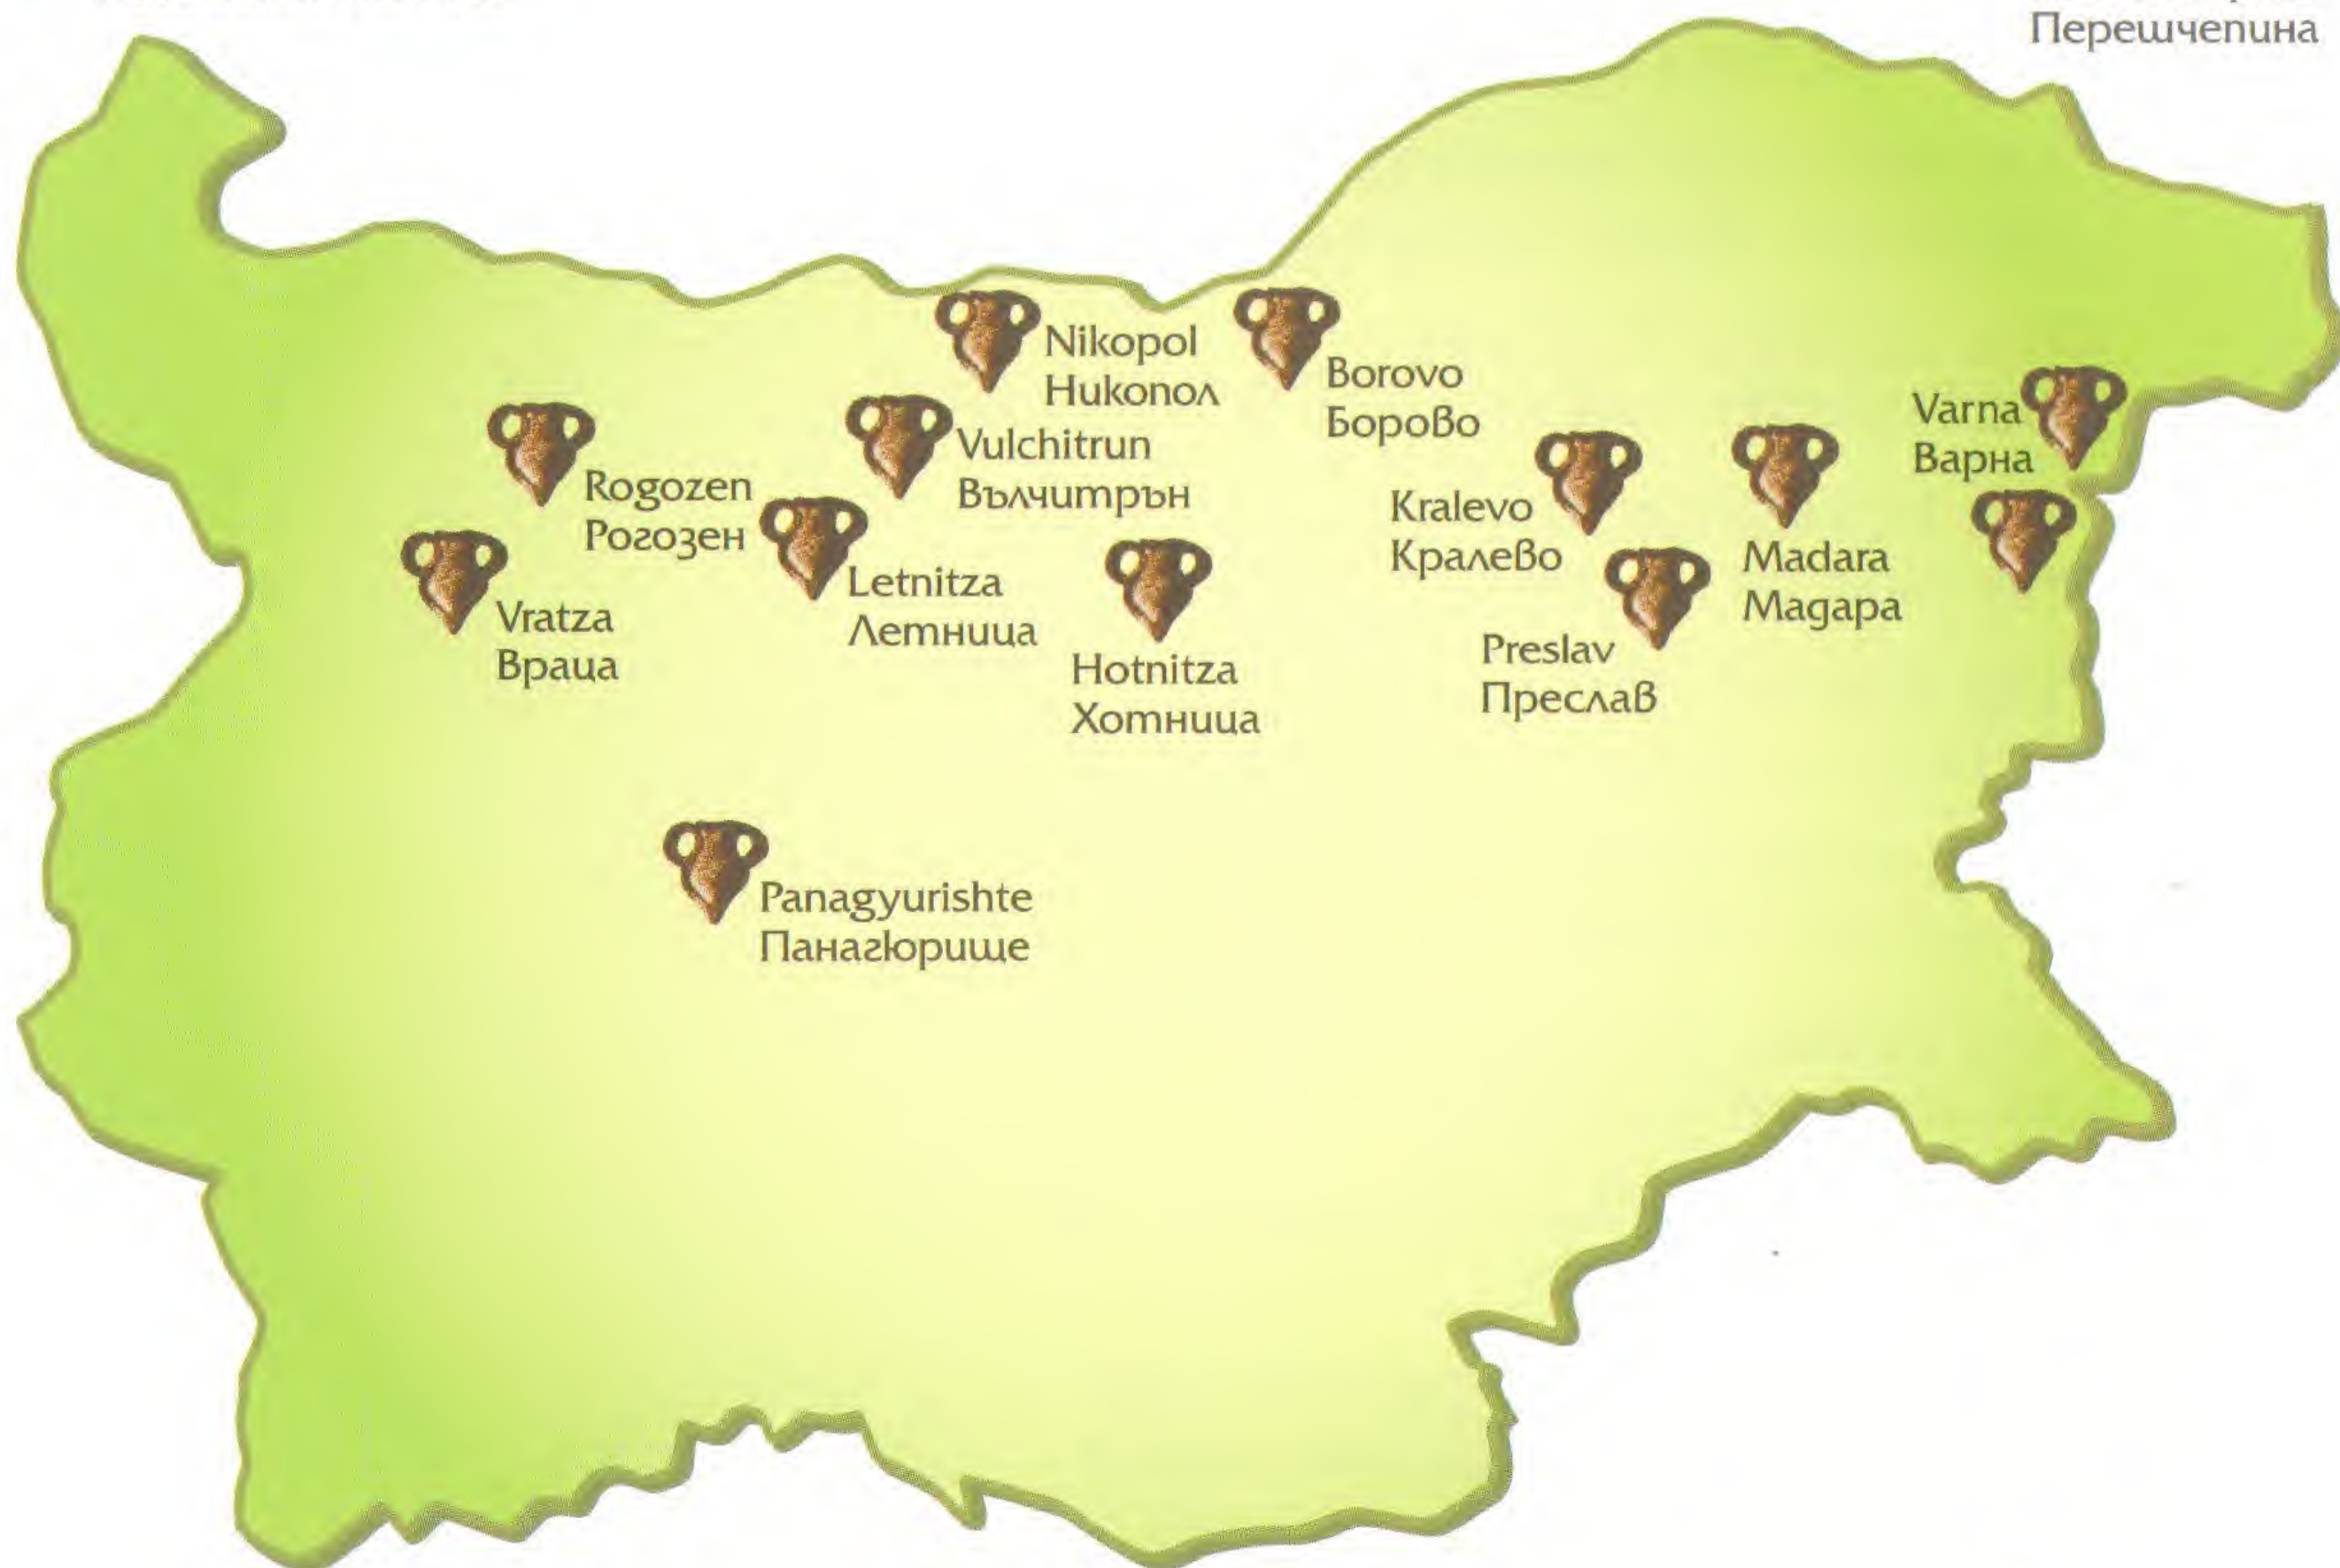 Перешчепина
Nikopol
Никопол
Borovo
Борово
Varna
Варна
Vulchitrun
Вълчитрън
Rogozen
Рогозен
Kralevo
Кралево
Madara
Мадара
Letnitza
Летница
Vratza
Враца
Hotnitza
Хотница
Preslav
Преслав
Panagyurishte
Панагюрище